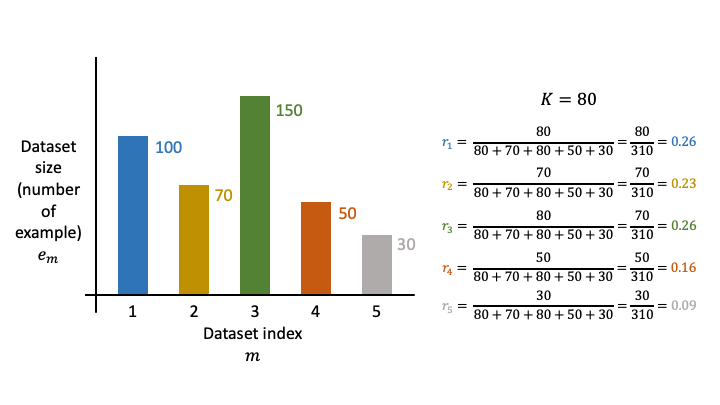 Dataset
size
(number
of
example)
e_m
100
70
150
50
30
1 2 3 4 5
Dataset index
m
K = 80
r_1 = 80 / (80 + 70 + 80 + 50 + 30) = 80 / 310 = 0.26
r_2 = 70 / (80 + 70 + 80 + 50 + 30) = 70 / 310 = 0.23
r_3 = 80 / (80 + 70 + 80 + 50 + 30) = 70 / 310 = 0.26
r_4 = 50 / (80 + 70 + 80 + 50 + 30) = 50 / 310 = 0.16
r_5 = 30 / (80 + 70 + 80 + 50 + 30) = 30 / 310 = 0.09